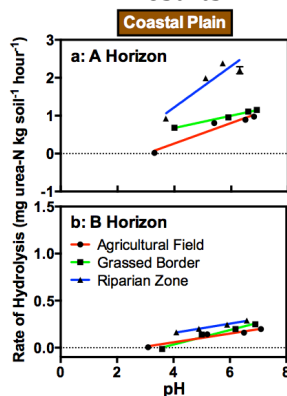 Coastal Plain
a: A Horizon
3
2
1
0
-1
Rate of Hydrolysis (mg urea-N kg soil⁻¹ hour⁻¹)
b: B Horizon
1.5
Agricultural Field
Grassed Border
Riparian Zone
1.0
0.5
0.0
0 2 4 6 8
pH